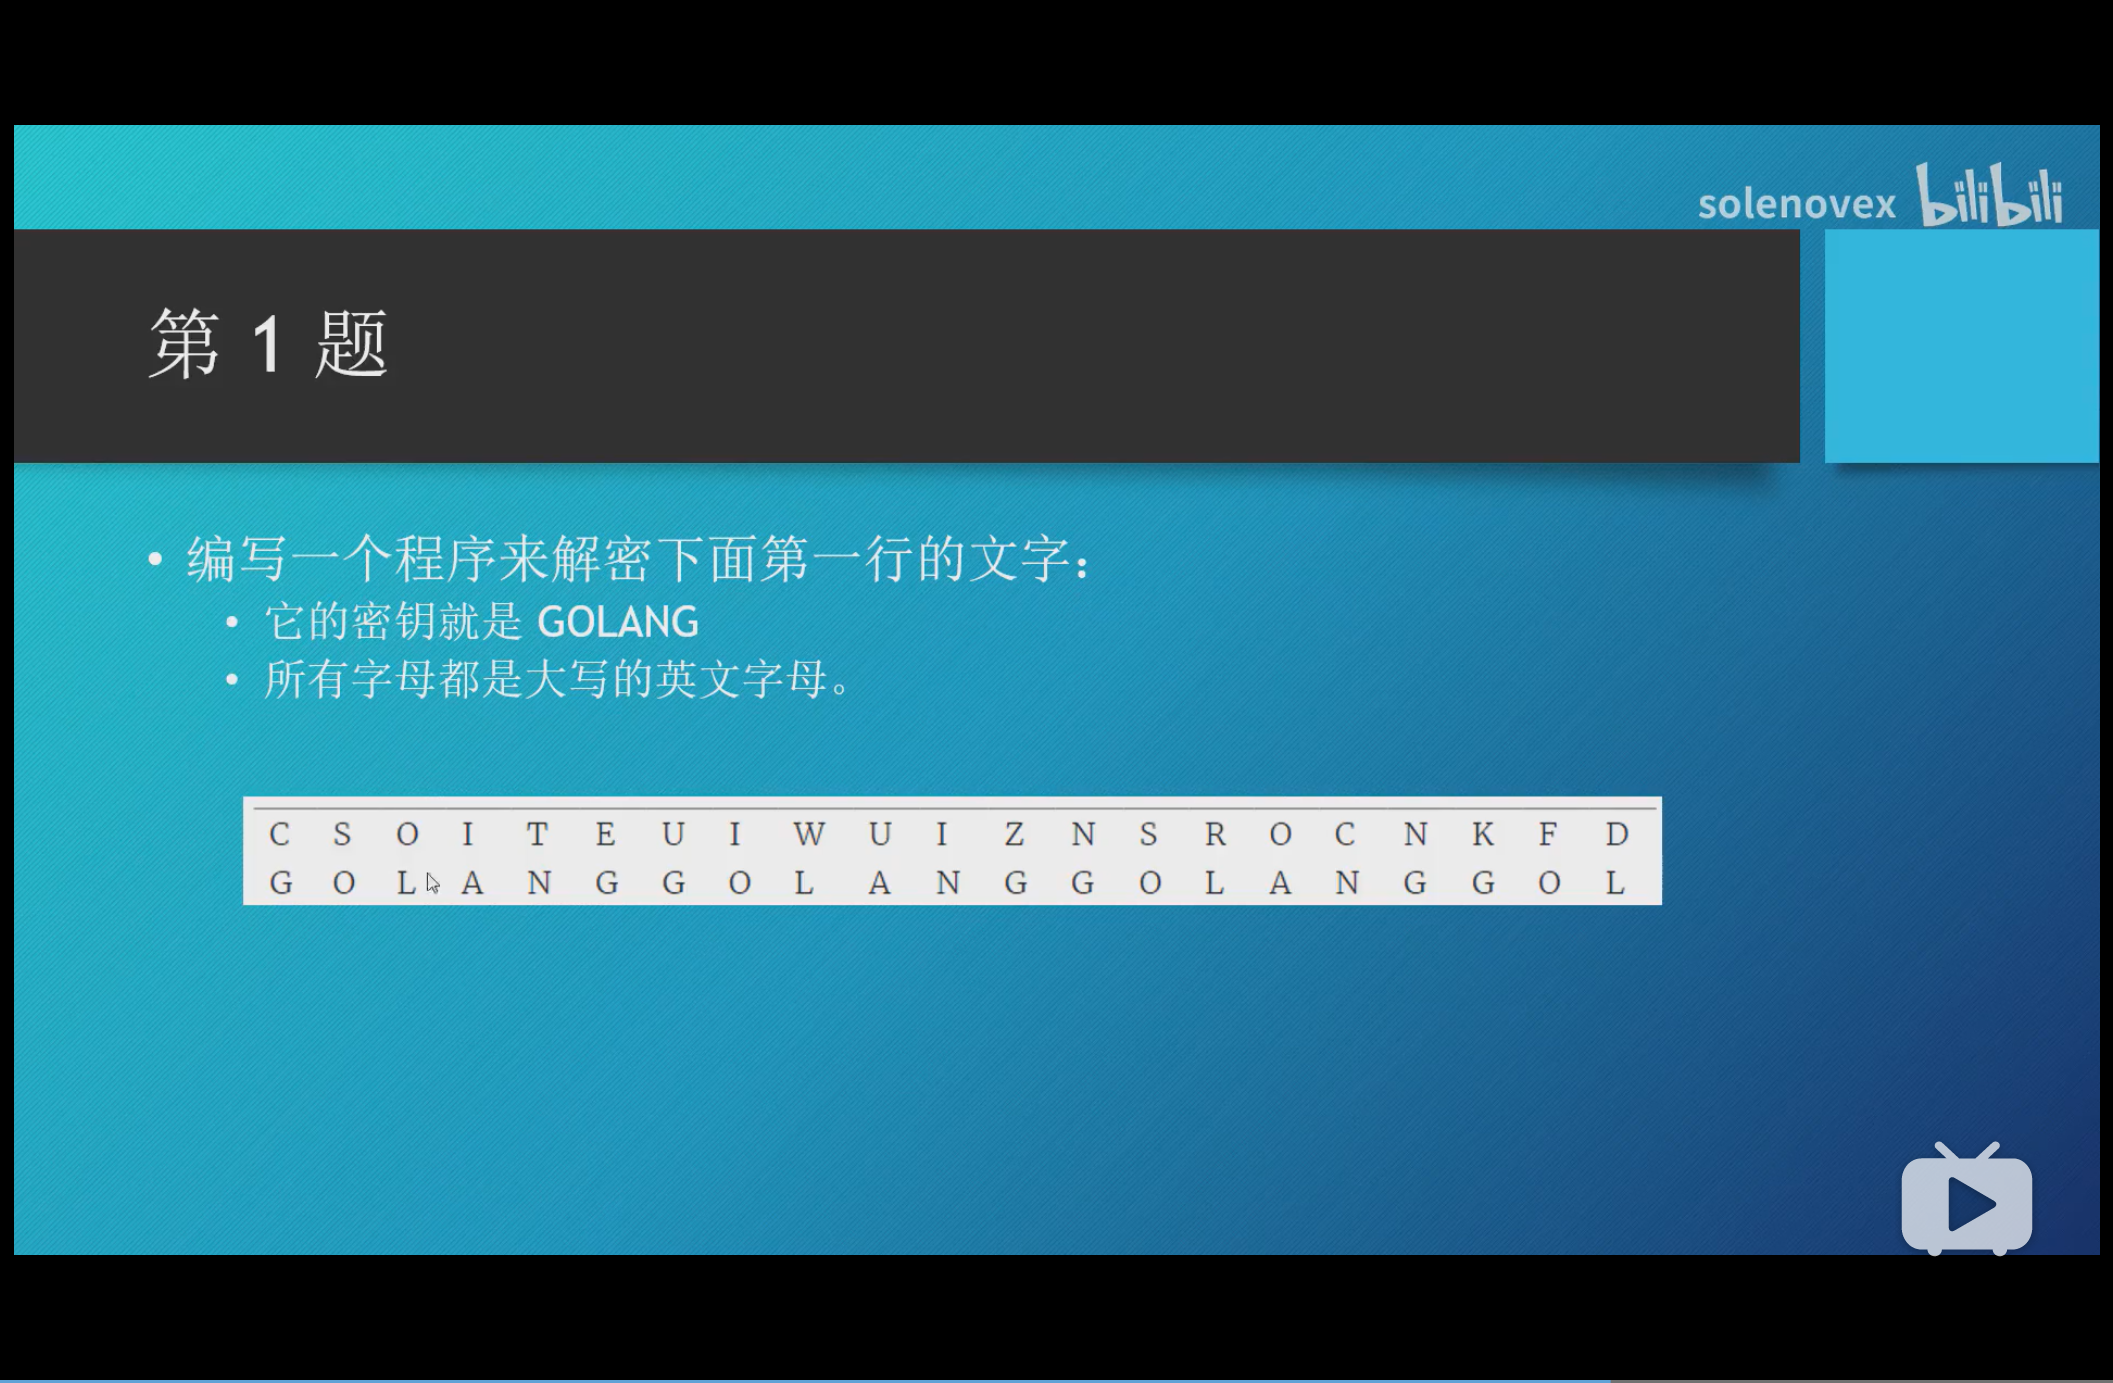 solenovex bilibili
第 1 题
• 编写一个程序来解密下面第一行的文字：
• 它的密钥就是 GOLANG
• 所有字母都是大写的英文字母。
C S O I T E U I W U I Z N S R O C N K F D
G O L A N G G O L A N G G O L A N G G O L